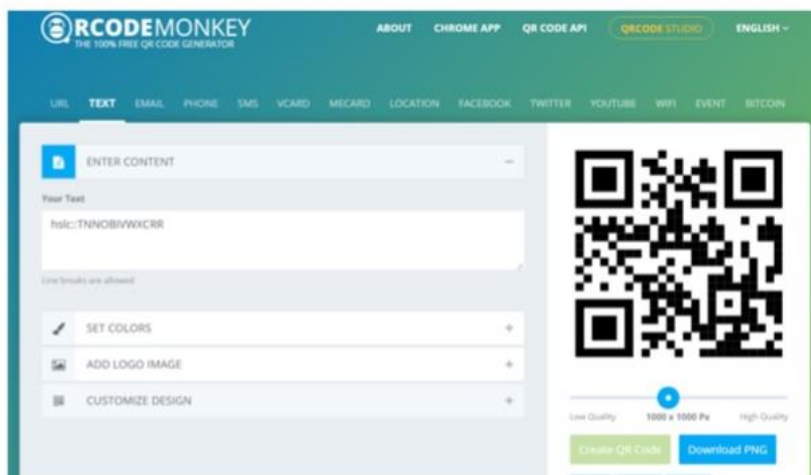 QRCODEMONKEY
THE 100% FREE QR CODE GENERATOR
ABOUT CHROME APP QR CODE API QRCODE STUDIO ENGLISH
URL TEXT EMAIL PHONE SMS VCARD MECARD LOCATION FACEBOOK TWITTER YOUTUBE WIFI EVENT BITCOIN
ENTER CONTENT
Your Text
hslc::TNNOBIVWXCRR
Line breaks are allowed
SET COLORS
ADD LOGO IMAGE
CUSTOMIZE DESIGN
Low Quality 1000 x 1000 Px High Quality
Create QR Code Download PNG